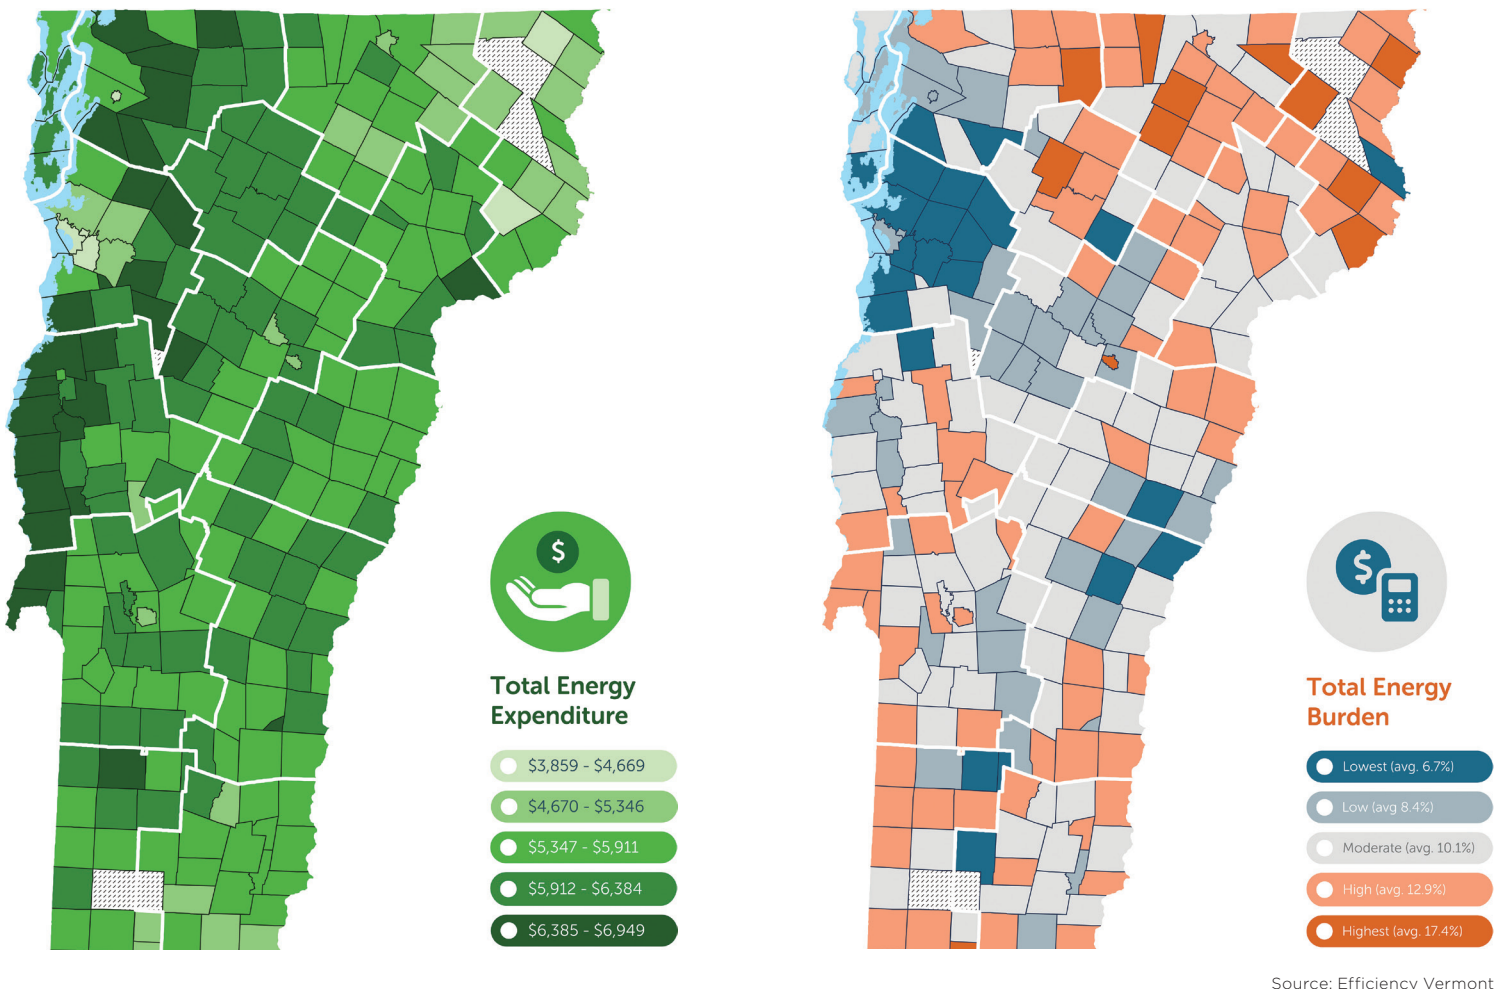 $
Total Energy
Expenditure
$3,859 - $4,669
$4,670 - $5,346
$5,347 - $5,911
$5,912 - $6,384
$6,385 - $6,949
$
Total Energy
Burden
Lowest (avg. 6.7%)
Low (avg 8.4%)
Moderate (avg. 10.1%)
High (avg. 12.9%)
Highest (avg. 17.4%)
Source: Efficiency Vermont